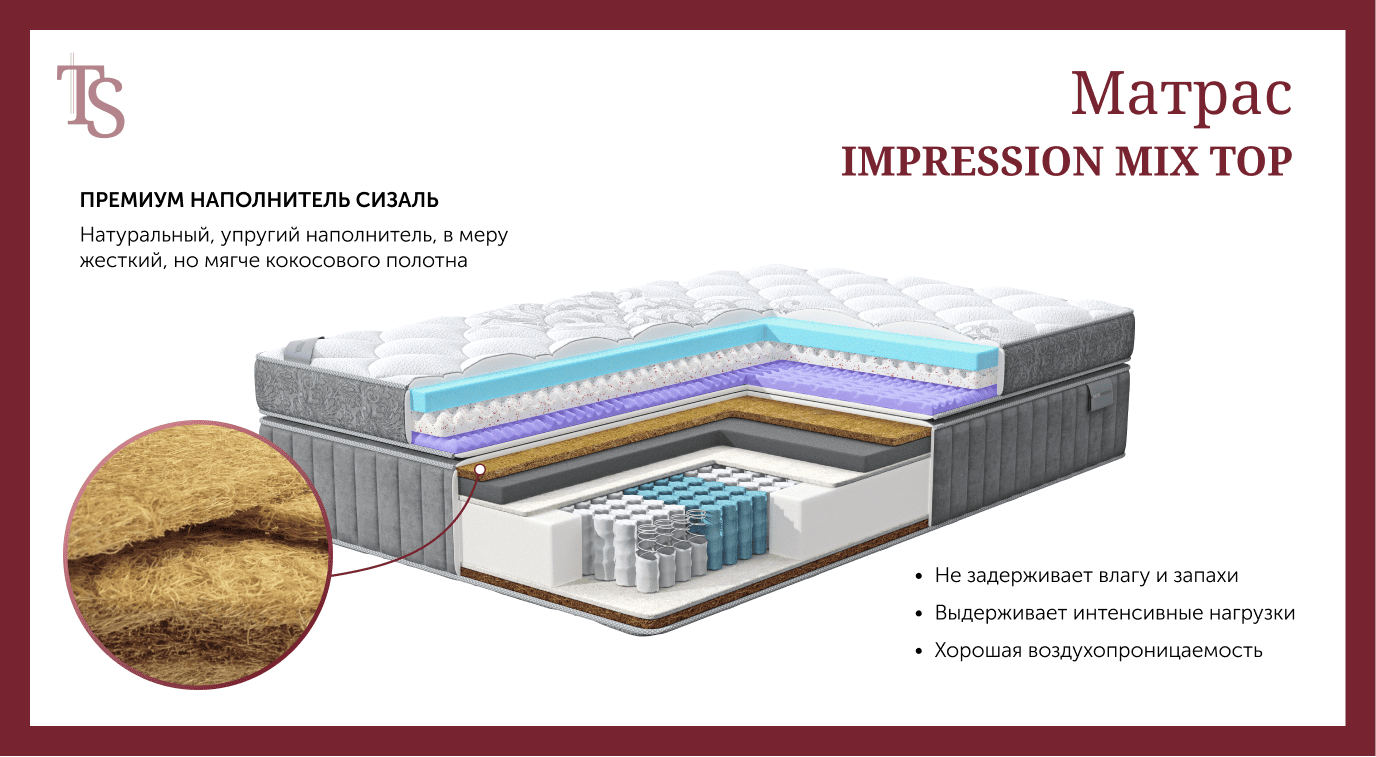 TS
Матрас
IMPRESSION MIX TOP
ПРЕМИУМ НАПОЛНИТЕЛЬ СИЗАЛЬ
Натуральный, упругий наполнитель, в меру
жесткий, но мягче кокосового полотна
• Не задерживает влагу и запахи
• Выдерживает интенсивные нагрузки
• Хорошая воздухопроницаемость